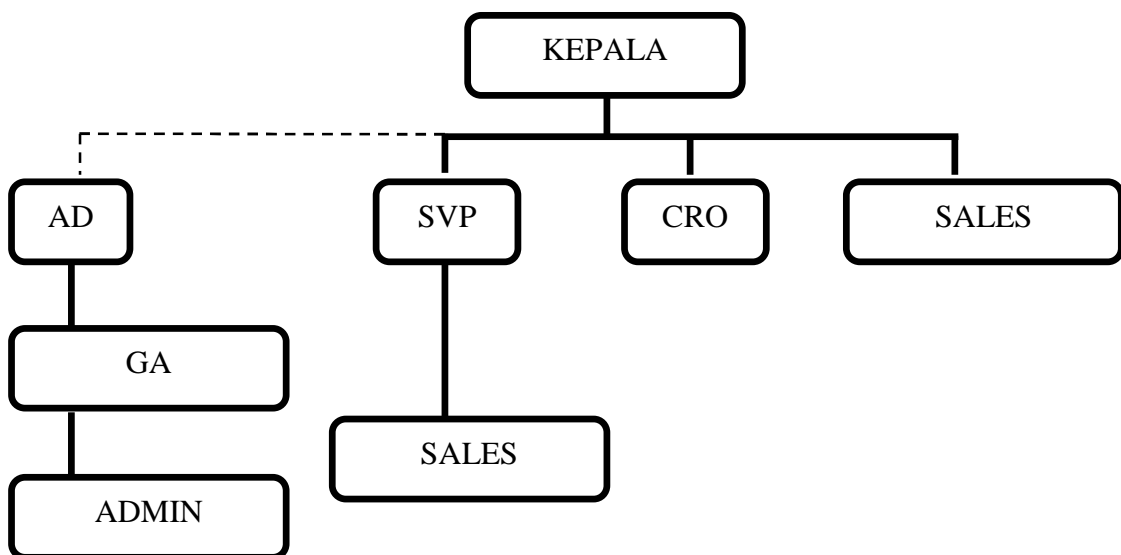 KEPALA
AD
SVP
CRO
SALES
GA
SALES
ADMIN